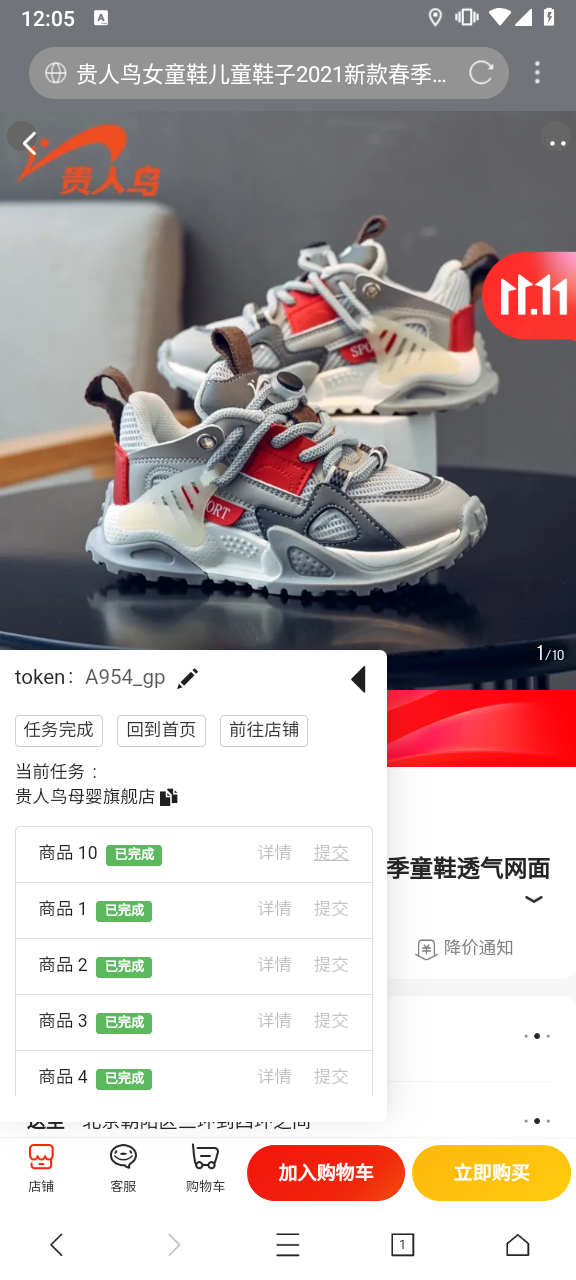 12:05
A
贵人鸟女童鞋儿童鞋子2021新款春季...
贵人鸟
11.11
SPO
PORT
1/10
token: A954_gp
任务完成 回到首页 前往店铺
当前任务：
贵人鸟母婴旗舰店
商品 10 已完成 详情 提交
季童鞋透气网面
商品 1 已完成 详情 提交
降价通知
商品 2 已完成 详情 提交
商品 3 已完成 详情 提交
商品 4 已完成 详情 提交
送至 北京朝阳区三环到四环之间
店铺 客服 购物车 加入购物车 立即购买
1